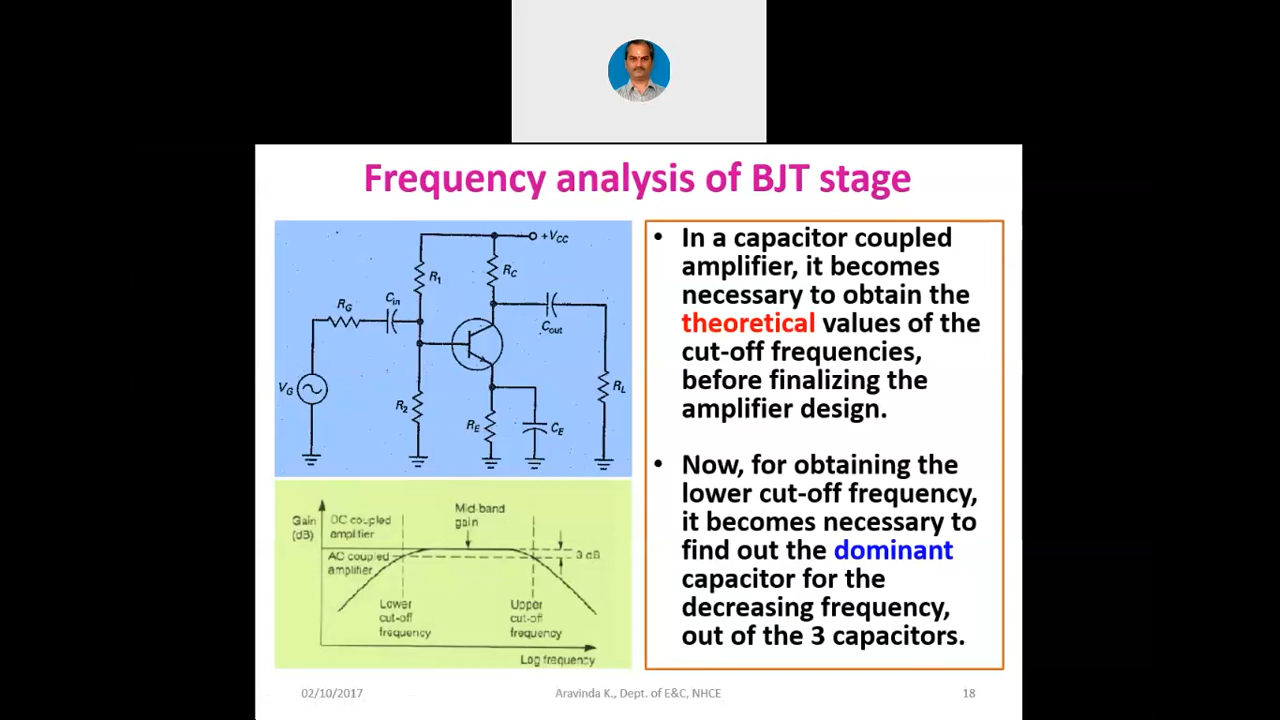 Frequency analysis of BJT stage
+VCC
R1
RC
RG
Cin
Cout
VG
R2
RE
CE
RL
• In a capacitor coupled
amplifier, it becomes
necessary to obtain the
theoretical values of the
cut-off frequencies,
before finalizing the
amplifier design.
• Now, for obtaining the
lower cut-off frequency,
it becomes necessary to
find out the dominant
capacitor for the
decreasing frequency,
out of the 3 capacitors.
Gain
(dB)
DC coupled
amplifier
AC coupled
amplifier
Mid-band
gain
3 dB
Lower
cut-off
frequency
Upper
cut-off
frequency
Log frequency
02/10/2017
Aravinda K., Dept. of E&C, NHCE
18